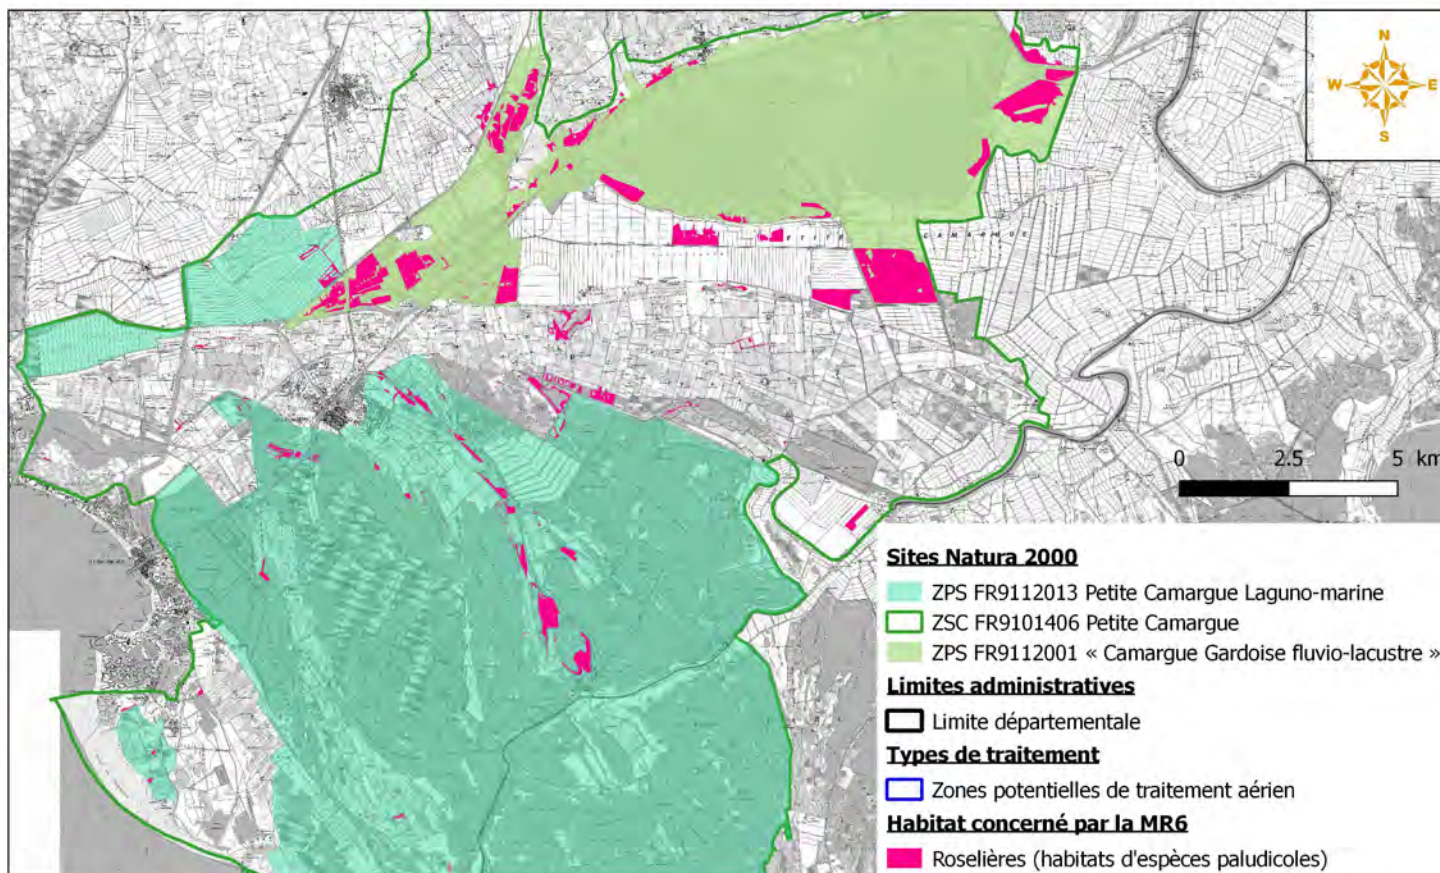 N
W
E
S
PETITE
CAMARGUE
0 2.5 5 km
Sites Natura 2000
ZPS FR9112013 Petite Camargue Laguno-marine
ZSC FR9101406 Petite Camargue
ZPS FR9112001 « Camargue Gardoise fluvio-lacustre »
Limites administratives
Limite départementale
Types de traitement
Zones potentielles de traitement aérien
Habitat concerné par la MR6
Roselières (habitats d'espèces paludicoles)